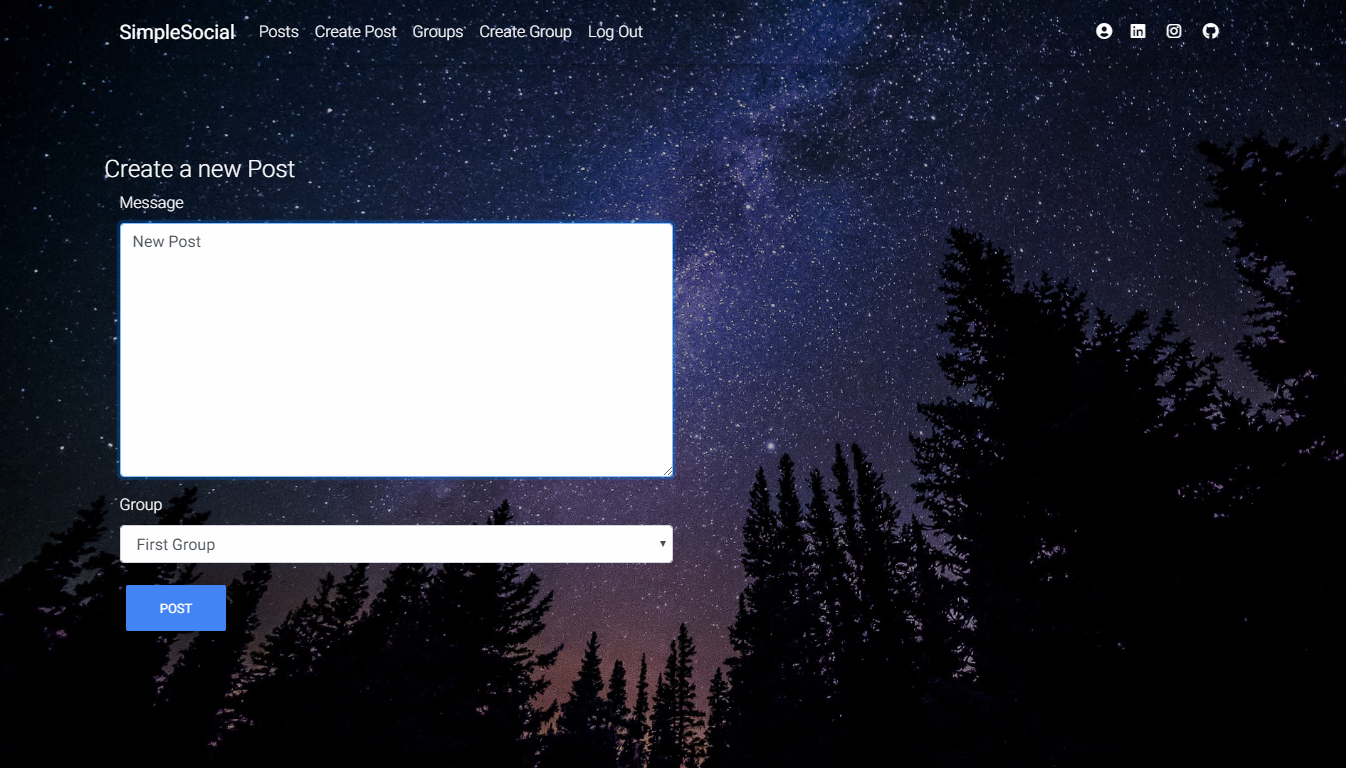 SimpleSocial Posts Create Post Groups Create Group Log Out
Create a new Post
Message
New Post
Group
First Group
POST